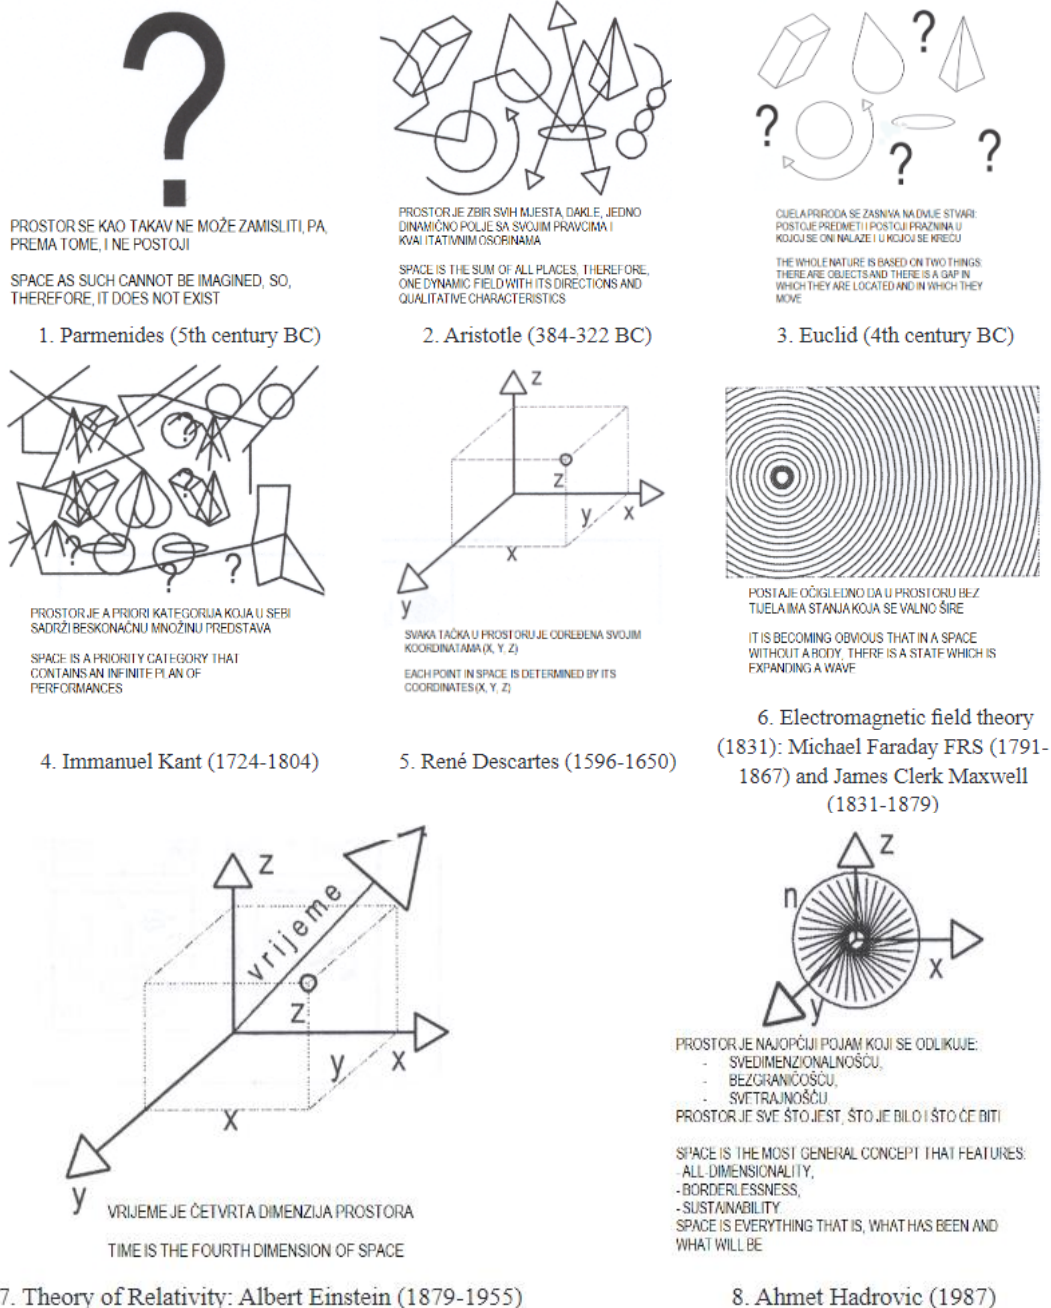 ?
PROSTOR SE KAO TAKAV NE MOŽE ZAMISLITI, PA,
PREMA TOME, I NE POSTOJI
SPACE AS SUCH CANNOT BE IMAGINED, SO,
THEREFORE, IT DOES NOT EXIST
1. Parmenides (5th century BC)
PROSTOR JE ZBIR SVIH MJESTA, DAKLE, JEDNO
DINAMIČNO POLJE SA SVOJIM PRAVCIMA I
KVALITATIVNIM OSOBINAMA
SPACE IS THE SUM OF ALL PLACES, THEREFORE,
ONE DYNAMIC FIELD WITH ITS DIRECTIONS AND
QUALITATIVE CHARACTERISTICS
2. Aristotle (384-322 BC)
?
?
?
?
CIJELA PRIRODA SE ZASNIVA NA DVIJE STVARI:
POSTOJE PREDMETI I POSTOJI PRAZNINA U
KOJOJ SE ONI NALAZE I U KOJOJ SE KREĆU
THE WHOLE NATURE IS BASED ON TWO THINGS:
THERE ARE OBJECTS AND THERE IS A GAP IN
WHICH THEY ARE LOCATED AND IN WHICH THEY
MOVE
3. Euclid (4th century BC)
?
?
?
?
?
PROSTOR JE A PRIORI KATEGORIJA KOJA U SEBI
SADRŽI BESKONAČNU MNOŽINU PREDSTAVA
SPACE IS A PRIORITY CATEGORY THAT
CONTAINS AN INFINITE PLAN OF
PERFORMANCES
4. Immanuel Kant (1724-1804)
z
z
y
x
x
y
SVAKA TAČKA U PROSTORU JE ODREĐENA SVOJIM
KOORDINATAMA (X, Y, Z)
EACH POINT IN SPACE IS DETERMINED BY ITS
COORDINATES (X, Y, Z)
5. René Descartes (1596-1650)
POSTAJE OČIGLEDNO DA U PROSTORU BEZ
TIJELA IMA STANJA KOJA SE VALNO ŠIRE
IT IS BECOMING OBVIOUS THAT IN A SPACE
WITHOUT A BODY, THERE IS A STATE WHICH IS
EXPANDING A WAVE
6. Electromagnetic field theory
(1831): Michael Faraday FRS (1791-
1867) and James Clerk Maxwell
(1831-1879)
z
vrijeme
z
y
x
x
y
VRIJEME JE ČETVRTA DIMENZIJA PROSTORA
TIME IS THE FOURTH DIMENSION OF SPACE
7. Theory of Relativity: Albert Einstein (1879-1955)
z
n
x
y
PROSTOR JE NAJOPĆIJI POJAM KOJI SE ODLIKUJE:
- SVEDIMENZIONALNOŠĆU,
- BEZGRANIČOŠĆU,
- SVETRAJNOŠĆU.
PROSTOR JE SVE ŠTO JEST, ŠTO JE BILO I ŠTO ĆE BITI
SPACE IS THE MOST GENERAL CONCEPT THAT FEATURES:
- ALL-DIMENSIONALITY,
- BORDERLESSNESS,
- SUSTAINABILITY.
SPACE IS EVERYTHING THAT IS, WHAT HAS BEEN AND
WHAT WILL BE
8. Ahmet Hadrovic (1987)